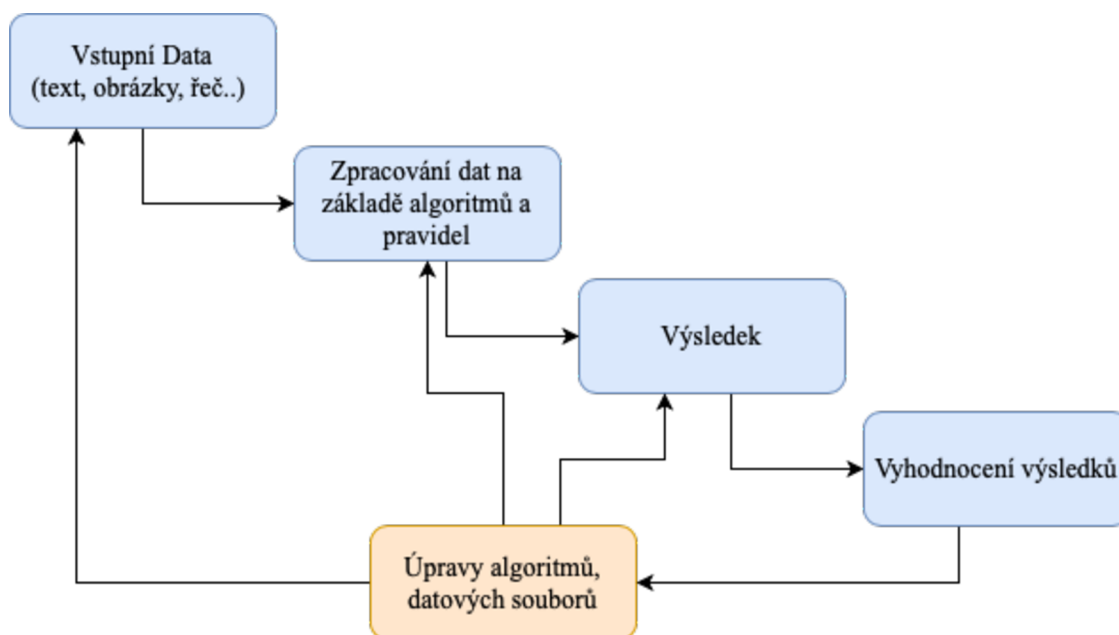 Vstupní Data
(text, obrázky, řeč..)
Zpracování dat na
základě algoritmů a
pravidel
Výsledek
Vyhodnocení výsledků
Úpravy algoritmů,
datových souborů